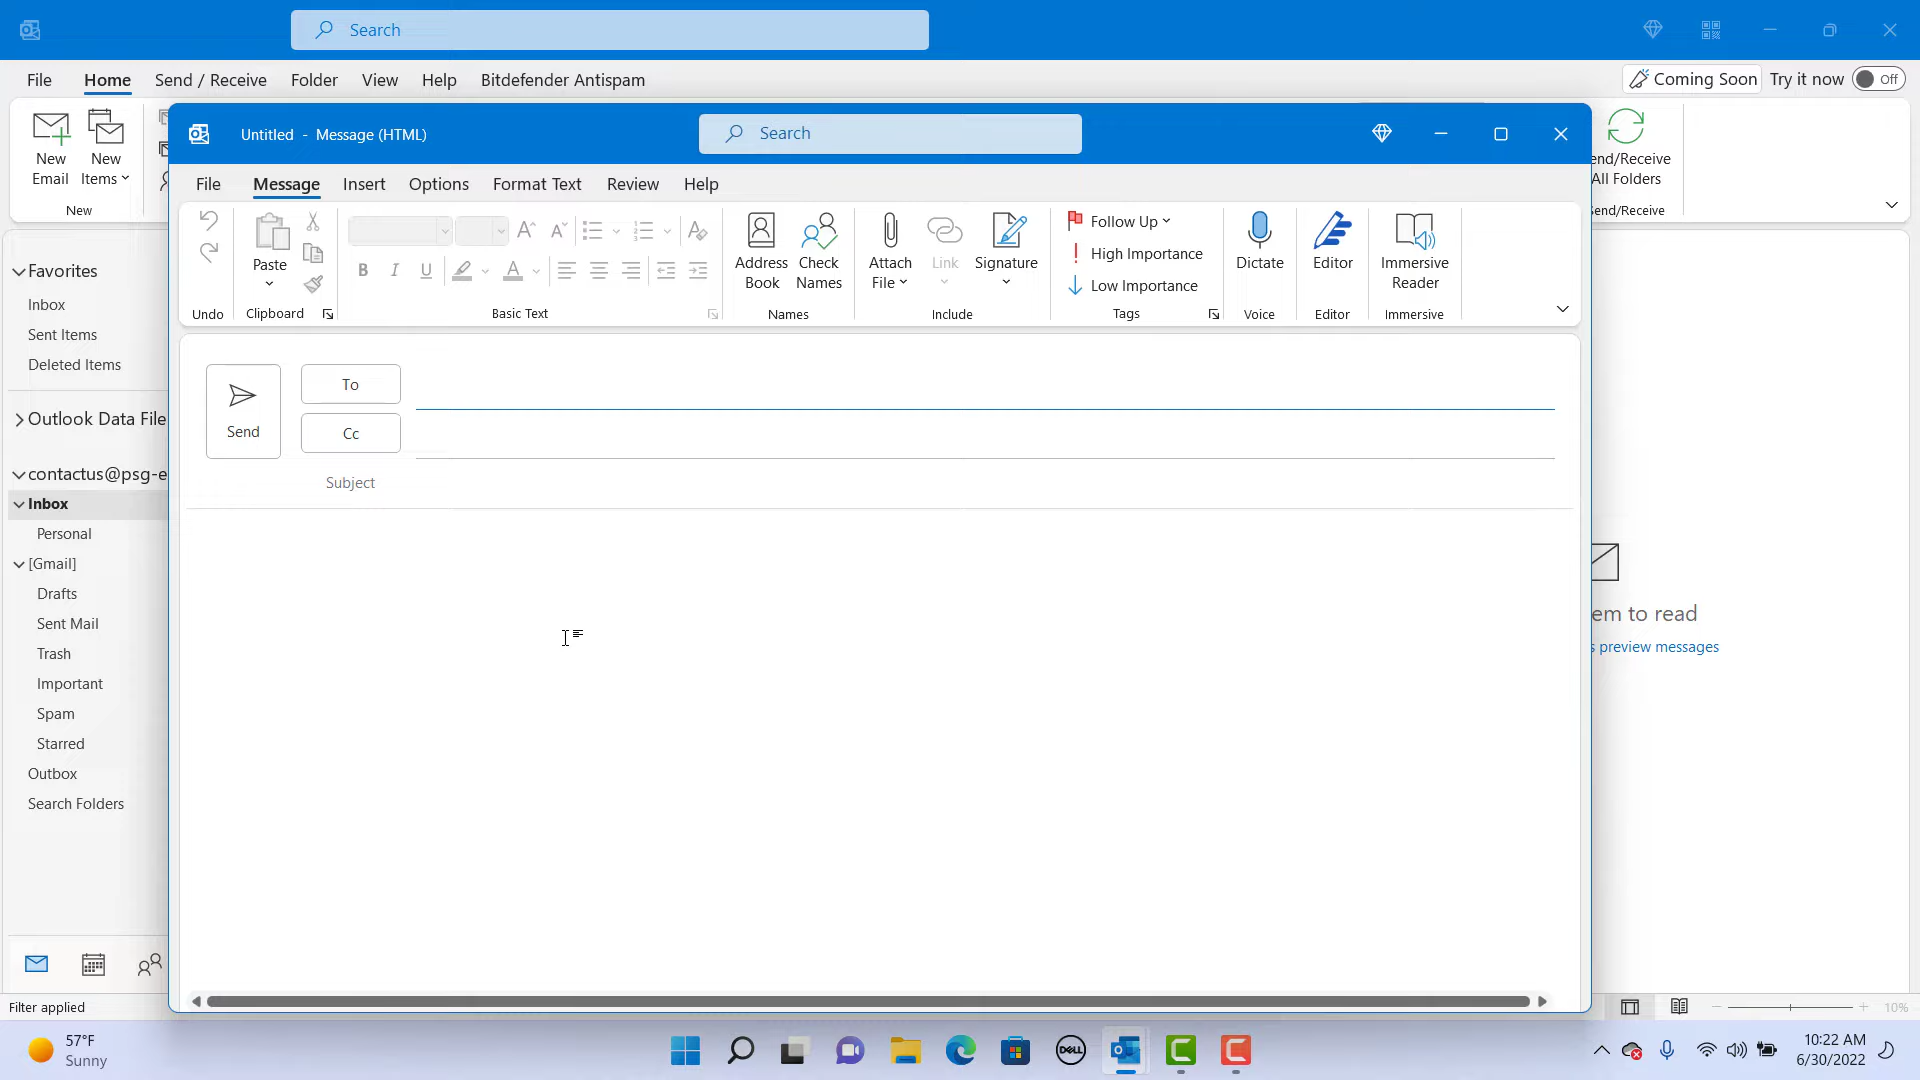 Search
File Home Send / Receive Folder View Help Bitdefender Antispam
Coming Soon Try it now Off
New Email
New Items
New
Send/Receive
All Folders
Send/Receive
Untitled - Message (HTML)
Search
File Message Insert Options Format Text Review Help
Undo
Paste
Clipboard
B I U A
Basic Text
Address Book
Check Names
Names
Attach File
Link
Signature
Include
Follow Up
High Importance
Low Importance
Tags
Dictate
Voice
Editor
Editor
Immersive Reader
Immersive
Send
To
Cc
Subject
Favorites
Inbox
Sent Items
Deleted Items
Outlook Data File
contactus@psg-e
Inbox
Personal
[Gmail]
Drafts
Sent Mail
Trash
Important
Spam
Starred
Outbox
Search Folders
em to read
s preview messages
Filter applied
10%
57°F
Sunny
DELL
10:22 AM
6/30/2022